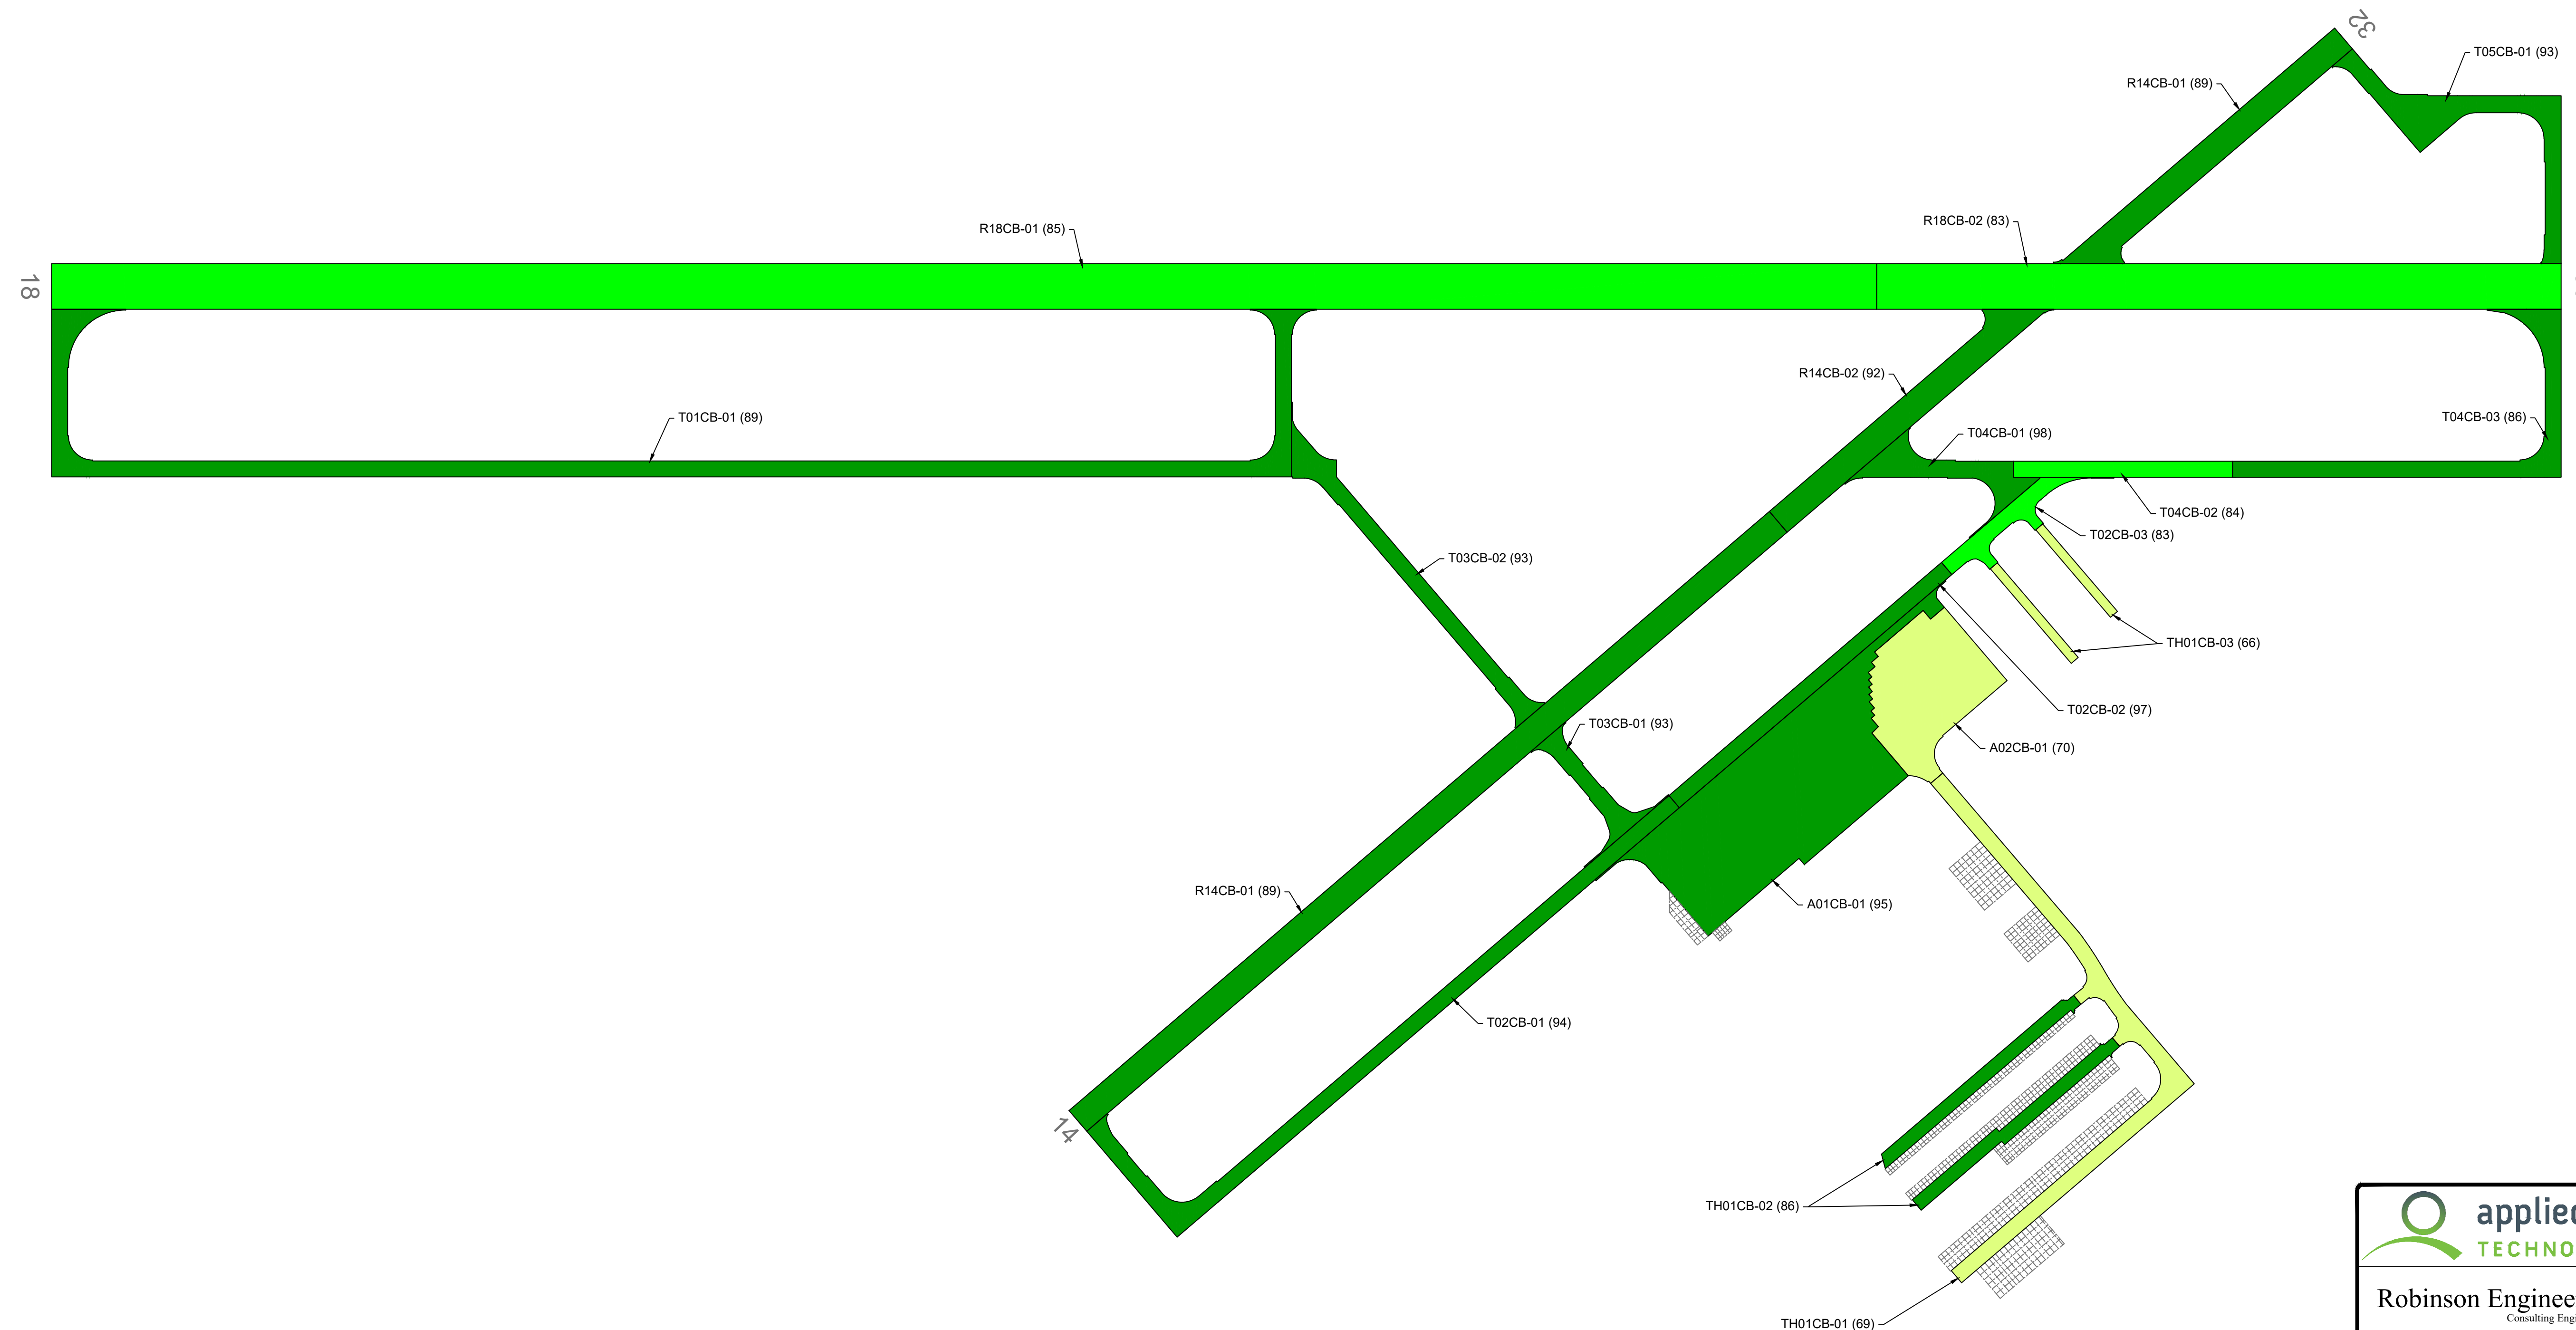 32
T05CB-01 (93)
R14CB-01 (89)
R18CB-02 (83)
R18CB-01 (85)
18
R14CB-02 (92)
T01CB-01 (89)
T04CB-03 (86)
T04CB-01 (98)
T04CB-02 (84)
T02CB-03 (83)
T03CB-02 (93)
TH01CB-03 (66)
T02CB-02 (97)
T03CB-01 (93)
A02CB-01 (70)
R14CB-01 (89)
A01CB-01 (95)
T02CB-01 (94)
14
TH01CB-02 (86)
TH01CB-01 (69)
applie
TECHNO
Robinson Enginee
Consulting Eng